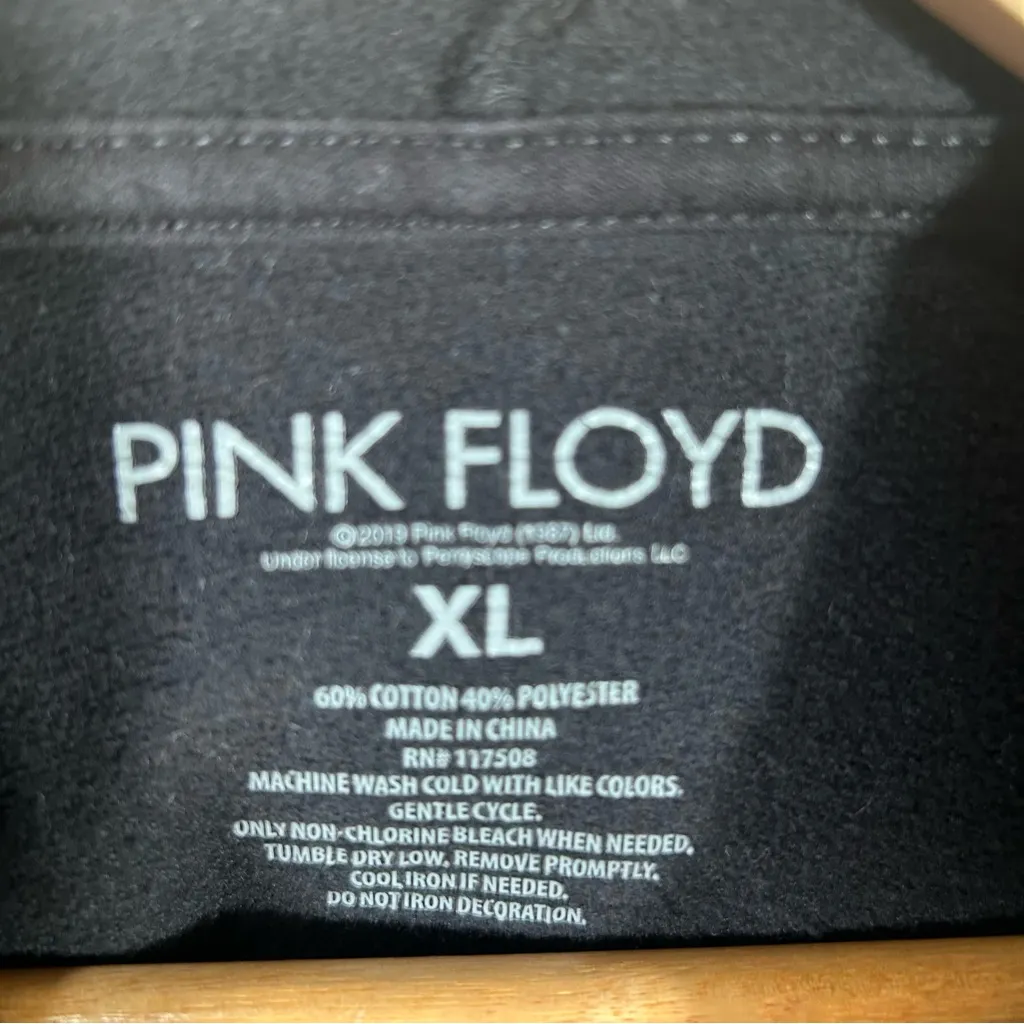 PINK FLOYD
©2019 Pink Floyd (1987) Ltd.
under license to Perryscope Productions LLC
XL
60% COTTON 40% POLYESTER
MADE IN CHINA
RN# 117508
MACHINE WASH COLD WITH LIKE COLORS.
GENTLE CYCLE.
ONLY NON-CHLORINE BLEACH WHEN NEEDED.
TUMBLE DRY LOW, REMOVE PROMPTLY.
COOL IRON IF NEEDED.
DO NOT IRON DECORATION.